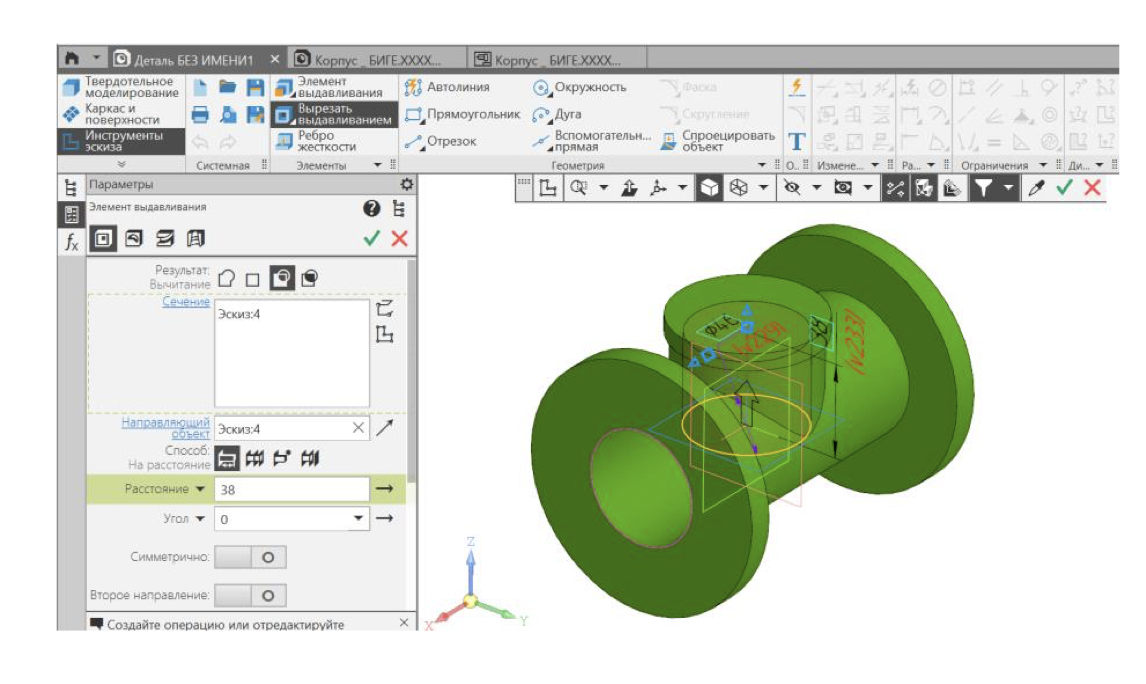 Деталь БЕЗ ИМЕНИ1 × Корпус _ БИГЕ.XXXX... Корпус _ БИГЕ.XXXX...
Твердотельное моделирование
Каркас и поверхности
Инструменты эскиза
Системная
Элемент выдавливания
Вырезать выдавливанием
Ребро жесткости
Элементы
Автолиния
Прямоугольник
Отрезок
Окружность
Дуга
Вспомогательн... прямая
Фаска
Скругление
Спроецировать объект
Геометрия
О... Измене... Ра... Ограничения Ди...
Параметры
Элемент выдавливания
Результат:
Вычитание
Сечение
Эскиз:4
Направляющий объект
Эскиз:4
Способ:
На расстояние
Расстояние 38
Угол 0
Симметрично:
Второе направление:
Создайте операцию или отредактируйте
Z
X
Y